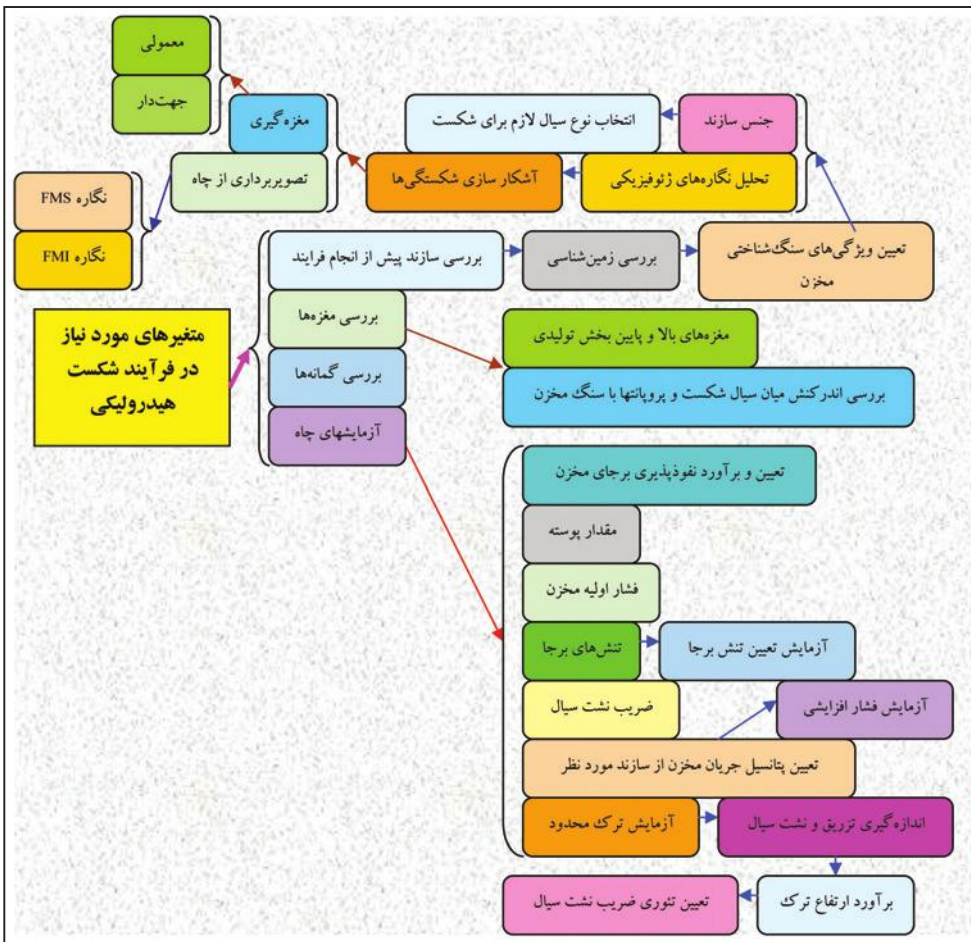 معمولی
جهت‌دار
مغزه‌گیری
تصویربرداری از چاه
انتخاب نوع سیال لازم برای شکست
جنس سازند
آشکار سازی شکستگی‌ها
تحلیل نگاره‌های ژئوفیزیکی
نگاره FMS
نگاره FMI
بررسی سازند پیش از انجام فرایند
بررسی زمین‌شناسی
تعیین ویژگی‌های سنگ‌شناختی
مخزن
متغیرهای مورد نیاز
در فرآیند شکست
هیدرولیکی
بررسی مغزه‌ها
بررسی گمانه‌ها
آزمایشهای چاه
مغزه‌های بالا و پایین بخش تولیدی
بررسی اندرکنش میان سیال شکست و پروپانتها با سنگ مخزن
تعیین و برآورد نفوذپذیری برجای مخزن
مقدار پوسته
فشار اولیه مخزن
تنش‌های برجا
آزمایش تعیین تنش برجا
ضریب نشت سیال
آزمایش فشار افزایشی
تعیین پتانسیل جریان مخزن از سازند مورد نظر
آزمایش ترک محدود
اندازه‌گیری تزریق و نشت سیال
برآورد ارتفاع ترک
تعیین تئوری ضریب نشت سیال